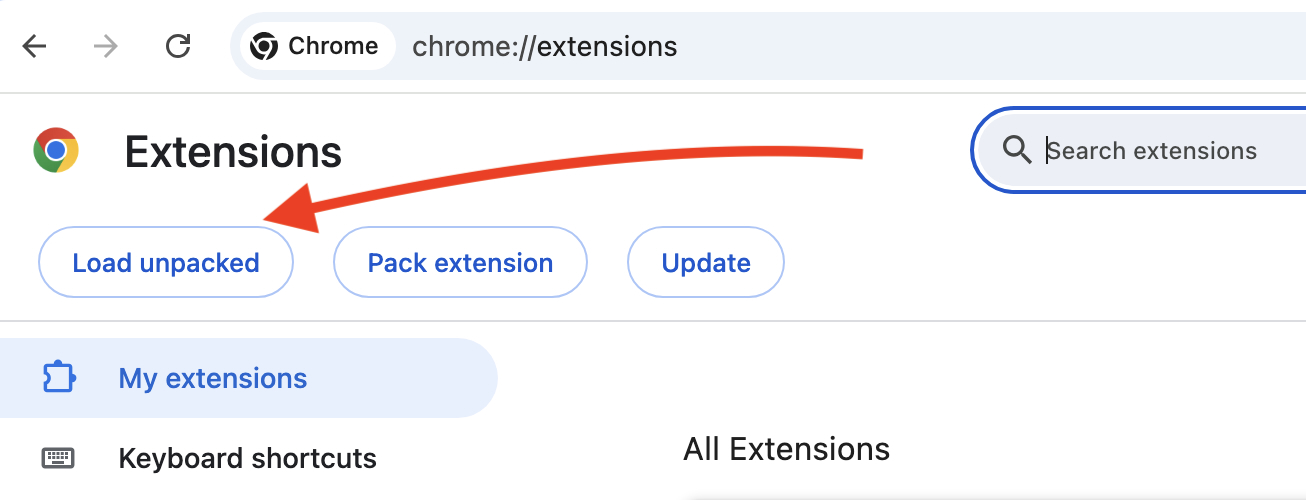 Chrome chrome://extensions
Extensions
Search extensions
Load unpacked Pack extension Update
My extensions
Keyboard shortcuts
All Extensions